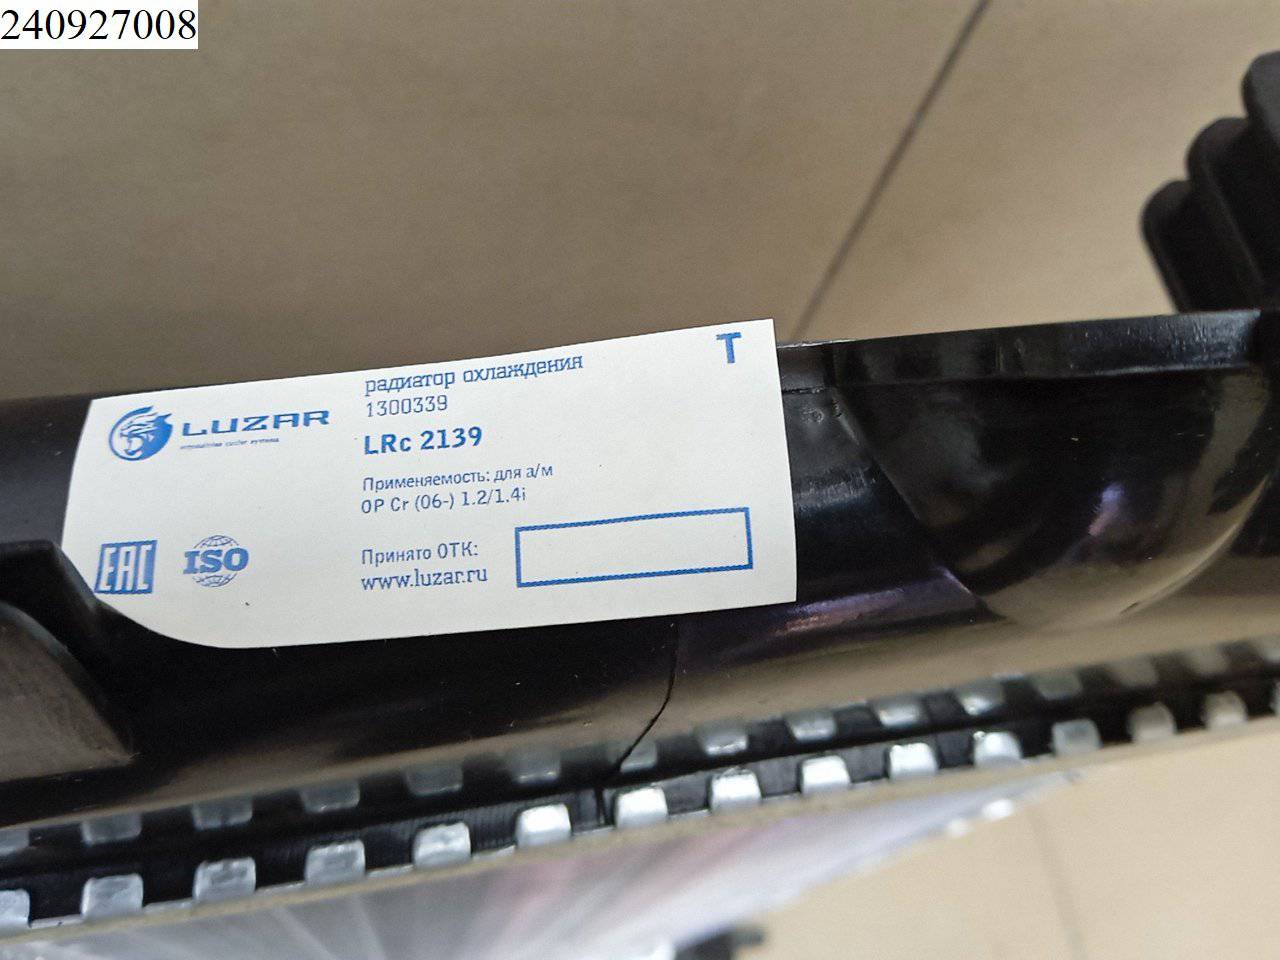 240927008
T
радиатор охлаждения
1300339
LUZAR
LRc 2139
Применяемость: для а/м
OP Cr (06-) 1.2/1.4i
EAC
ISO
Принято ОТК:
www.luzar.ru